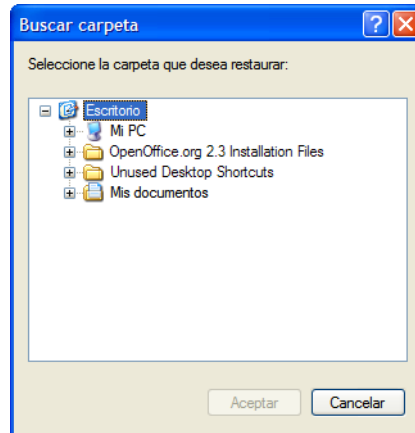 Buscar carpeta
Seleccione la carpeta que desea restaurar:
Escritorio
Mi PC
OpenOffice.org 2.3 Installation Files
Unused Desktop Shortcuts
Mis documentos
Aceptar
Cancelar